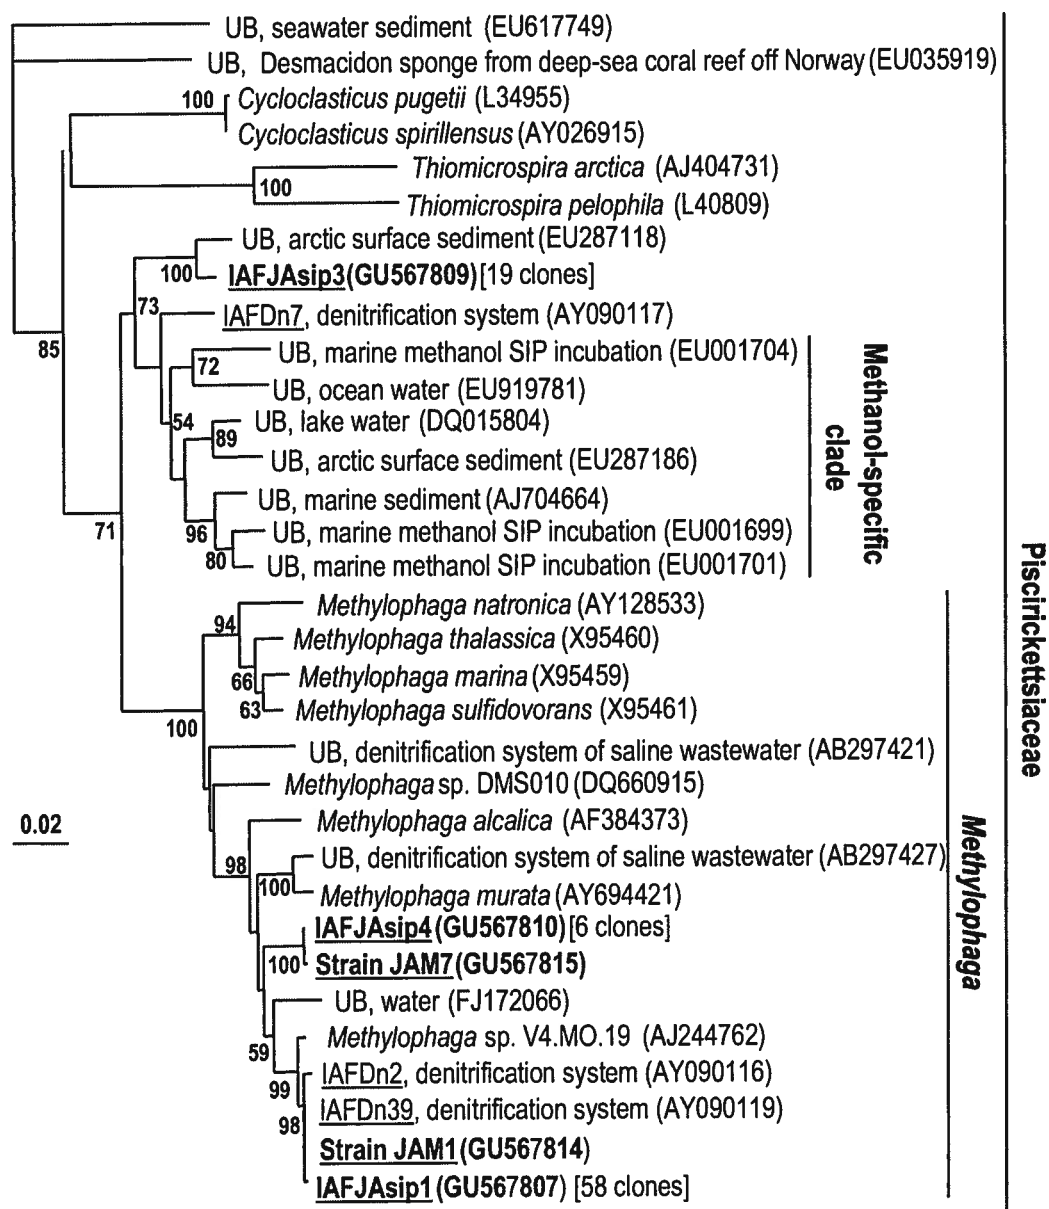 UB, seawater sediment (EU617749)
UB, Desmacidon sponge from deep-sea coral reef off Norway (EU035919)
100 Cycloclasticus pugetii (L34955)
Cycloclasticus spirillensus (AY026915)
Thiomicrospira arctica (AJ404731)
100
Thiomicrospira pelophila (L40809)
UB, arctic surface sediment (EU287118)
100 IAFJAsip3 (GU567809) [19 clones]
73
IAFDn7, denitrification system (AY090117)
85
UB, marine methanol SIP incubation (EU001704)
72
UB, ocean water (EU919781)
54
UB, lake water (DQ015804)
89
UB, arctic surface sediment (EU287186)
UB, marine sediment (AJ704664)
96
71
UB, marine methanol SIP incubation (EU001699)
80
UB, marine methanol SIP incubation (EU001701)
Methanol-specific
clade
Piscirickettsiaceae
Methylophaga natronica (AY128533)
94
Methylophaga thalassica (X95460)
66
Methylophaga marina (X95459)
63
Methylophaga sulfidovorans (X95461)
100
UB, denitrification system of saline wastewater (AB297421)
Methylophaga sp. DMS010 (DQ660915)
0.02
Methylophaga alcalica (AF384373)
98
UB, denitrification system of saline wastewater (AB297427)
100
Methylophaga murata (AY694421)
IAFJAsip4 (GU567810) [6 clones]
100
Strain JAM7 (GU567815)
UB, water (FJ172066)
59
Methylophaga sp. V4.MO.19 (AJ244762)
99
IAFDn2, denitrification system (AY090116)
IAFDn39, denitrification system (AY090119)
98
Strain JAM1 (GU567814)
IAFJAsip1 (GU567807) [58 clones]
Methylophaga